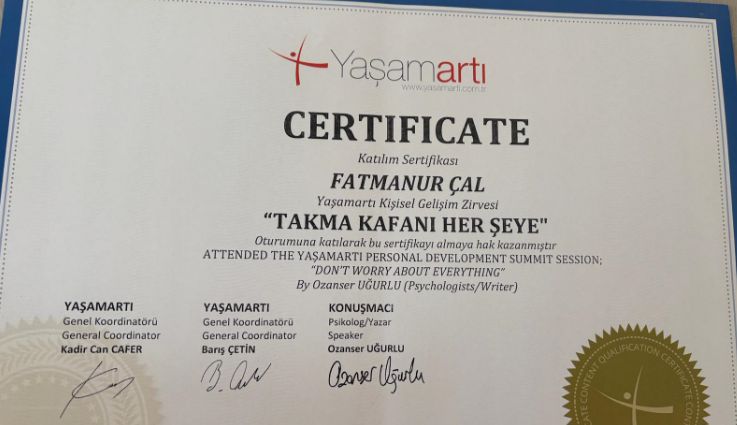 Yaşamartı
www.yasamarti.com.tr
CERTIFICATE
Katılım Sertifikası
FATMANUR ÇAL
Yaşamartı Kişisel Gelişim Zirvesi
“TAKMA KAFANI HER ŞEYE"
Oturumuna katılarak bu sertifikayı almaya hak kazanmıştır
ATTENDED THE YAŞAMARTI PERSONAL DEVELOPMENT SUMMIT SESSION;
“DON'T WORRY ABOUT EVERYTHING”
By Ozanser UĞURLU (Psychologists/Writer)
YAŞAMARTI
Genel Koordinatörü
General Coordinator
Kadir Can CAFER
YAŞAMARTI
Genel Koordinatörü
General Coordinator
Barış ÇETİN
KONUŞMACI
Psikolog/Yazar
Speaker
Ozanser UĞURLU
Ozanser Uğurlu
CONTENT QUALIFICATION CERTIFICATE